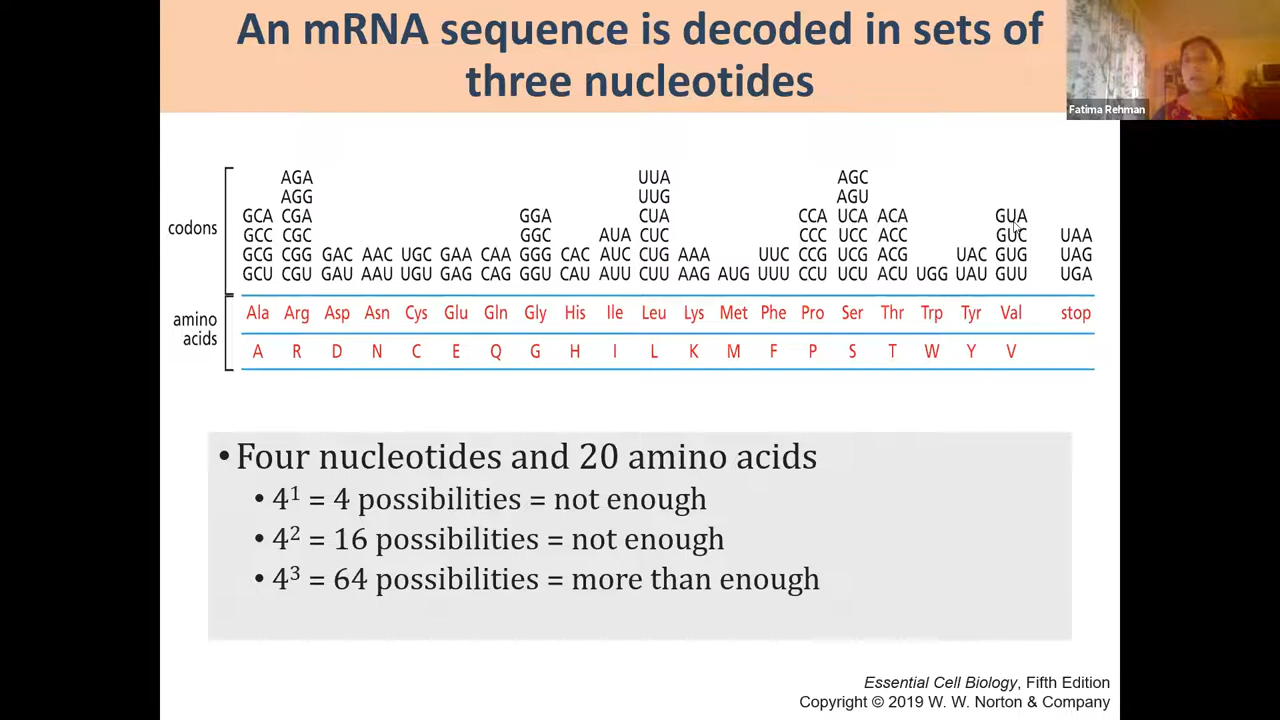 An mRNA sequence is decoded in sets of
three nucleotides
Fatima Rehman
AGA UUA AGC
AGG UUG AGU
GCA CGA GGA CUA CCA UCA ACA GUA
codons
GCC CGC GGC AUA CUC CCC UCC ACC GUC UAA
GCG CGG GAC AAC UGC GAA CAA GGG CAC AUC CUG AAA UUC CCG UCG ACG UAC GUG UAG
GCU CGU GAU AAU UGU GAG CAG GGU CAU AUU CUU AAG AUG UUU CCU UCU ACU UGG UAU GUU UGA
amino
acids
Ala Arg Asp Asn Cys Glu Gln Gly His Ile Leu Lys Met Phe Pro Ser Thr Trp Tyr Val stop
A R D N C E Q G H I L K M F P S T W Y V
• Four nucleotides and 20 amino acids
• 4¹ = 4 possibilities = not enough
• 4² = 16 possibilities = not enough
• 4³ = 64 possibilities = more than enough
Essential Cell Biology, Fifth Edition
Copyright © 2019 W. W. Norton & Company